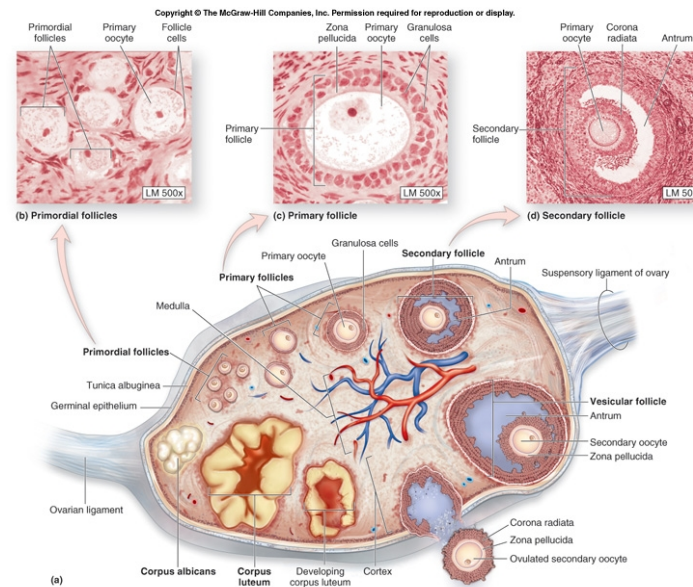 Copyright © The McGraw-Hill Companies, Inc. Permission required for reproduction or display.
Primordial
follicles
Primary
oocyte
Follicle
cells
LM 500x
(b) Primordial follicles
Zona
pellucida
Primary
oocyte
Granulosa
cells
Primary
follicle
LM 500x
(c) Primary follicle
Primary
oocyte
Corona
radiata
Antrum
Secondary
follicle
LM 50
(d) Secondary follicle
Granulosa cells
Primary oocyte
Primary follicles
Medulla
Secondary follicle
Antrum
Suspensory ligament of ovary
Primordial follicles
Tunica albuginea
Germinal epithelium
Vesicular follicle
Antrum
Secondary oocyte
Zona pellucida
Ovarian ligament
Corpus albicans
Corpus
luteum
Developing
corpus luteum
Cortex
Corona radiata
Zona pellucida
Ovulated secondary oocyte
(a)